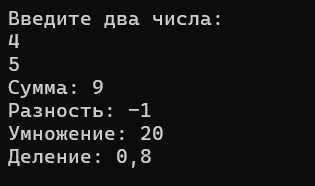 Введите два числа:
4
5
Сумма: 9
Разность: -1
Умножение: 20
Деление: 0,8